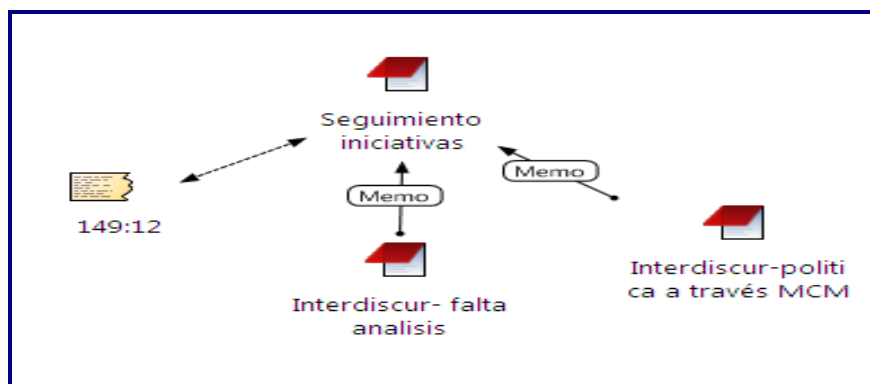 Seguimiento
iniciativas
Memo
Memo
149:12
Interdiscur- falta
analisis
Interdiscur-politi
ca a través MCM